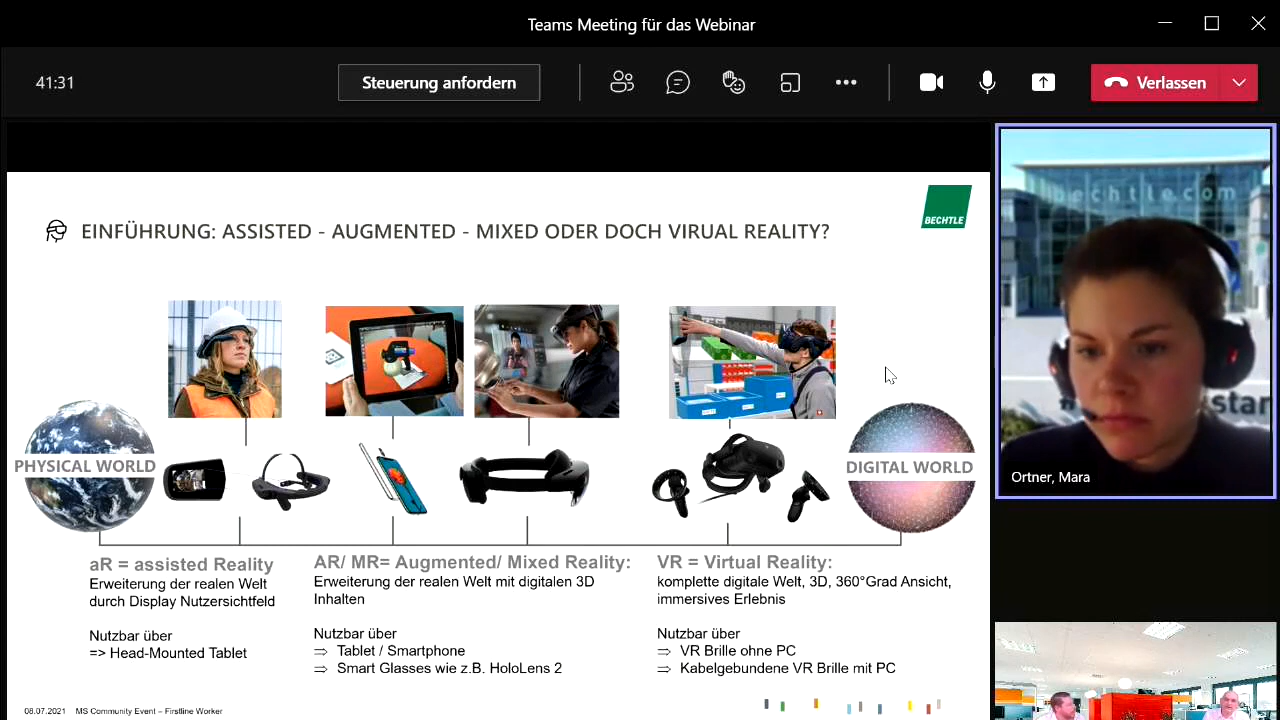 Teams Meeting für das Webinar
41:31
Steuerung anfordern
Verlassen
BECHTLE
EINFÜHRUNG: ASSISTED - AUGMENTED - MIXED ODER DOCH VIRUAL REALITY?
bechtle.com
star
PHYSICAL WORLD
DIGITAL WORLD
Ortner, Mara
aR = assisted Reality
Erweiterung der realen Welt
durch Display Nutzersichtfeld
Nutzbar über
=> Head-Mounted Tablet
AR/ MR= Augmented/ Mixed Reality:
Erweiterung der realen Welt mit digitalen 3D
Inhalten
Nutzbar über
⇒ Tablet / Smartphone
⇒ Smart Glasses wie z.B. HoloLens 2
VR = Virtual Reality:
komplette digitale Welt, 3D, 360°Grad Ansicht,
immersives Erlebnis
Nutzbar über
⇒ VR Brille ohne PC
⇒ Kabelgebundene VR Brille mit PC
08.07.2021 MS Community Event – Firstline Worker